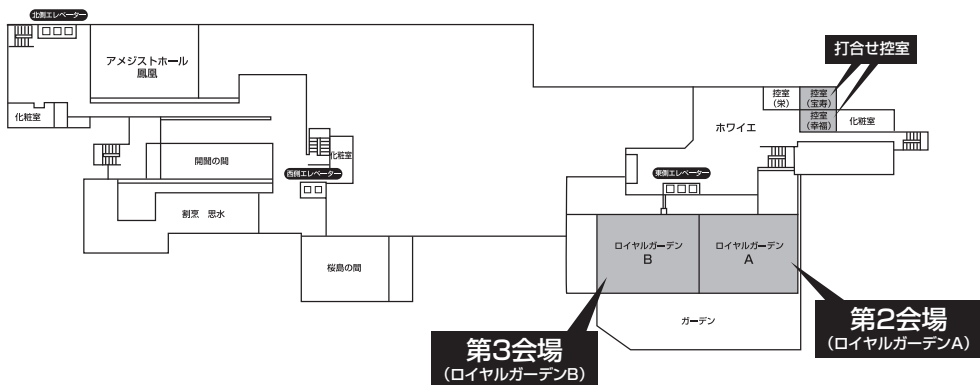 北側エレベーター
アメジストホール
鳳凰
化粧室
開聞の間
割烹　思水
西側エレベーター
化粧室
桜島の間
打合せ控室
控室
（栄）
控室
（宝寿）
控室
（幸福）
化粧室
ホワイエ
東側エレベーター
ロイヤルガーデン
B
ロイヤルガーデン
A
ガーデン
第3会場
（ロイヤルガーデンB）
第2会場
（ロイヤルガーデンA）